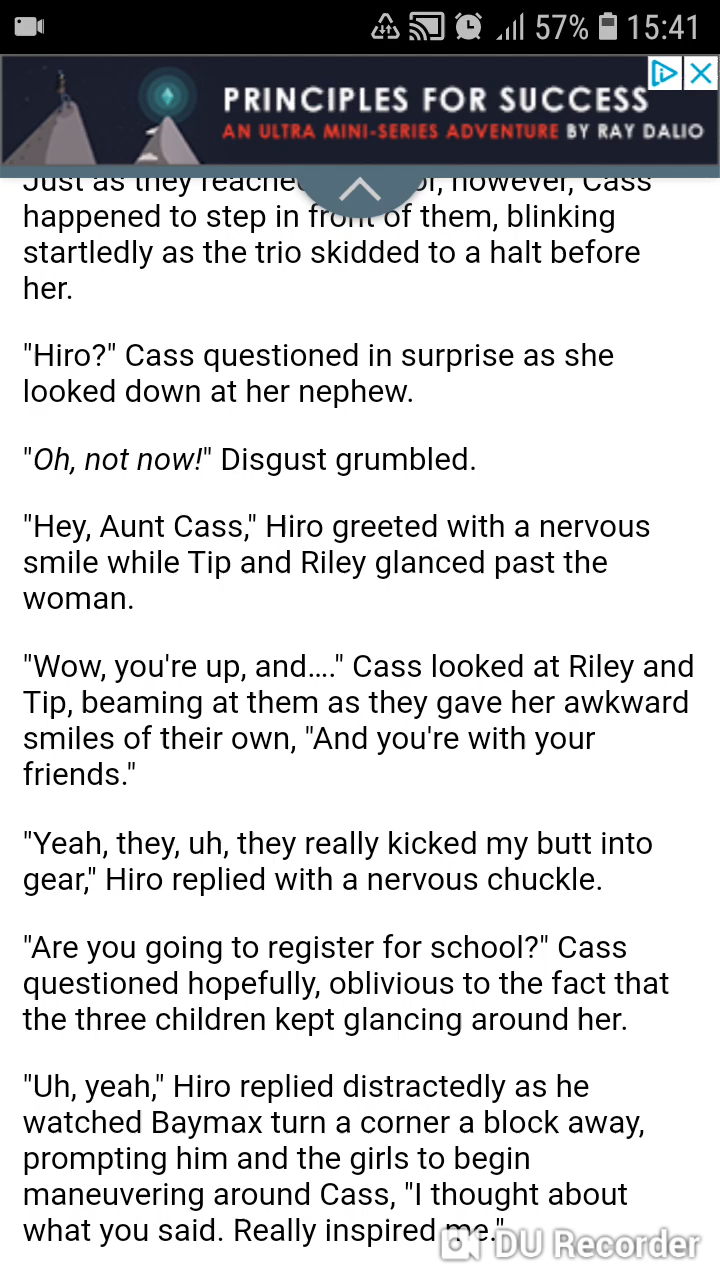 57% 15:41
PRINCIPLES FOR SUCCESS
AN ULTRA MINI-SERIES ADVENTURE BY RAY DALIO
Just as they however, Cass
happened to step in front of them, blinking
startledly as the trio skidded to a halt before
her.
"Hiro?" Cass questioned in surprise as she
looked down at her nephew.
"Oh, not now!" Disgust grumbled.
"Hey, Aunt Cass," Hiro greeted with a nervous
smile while Tip and Riley glanced past the
woman.
"Wow, you're up, and...." Cass looked at Riley and
Tip, beaming at them as they gave her awkward
smiles of their own, "And you're with your
friends."
"Yeah, they, uh, they really kicked my butt into
gear," Hiro replied with a nervous chuckle.
"Are you going to register for school?" Cass
questioned hopefully, oblivious to the fact that
the three children kept glancing around her.
"Uh, yeah," Hiro replied distractedly as he
watched Baymax turn a corner a block away,
prompting him and the girls to begin
maneuvering around Cass, "I thought about
what you said. Really inspired me."
DU Recorder